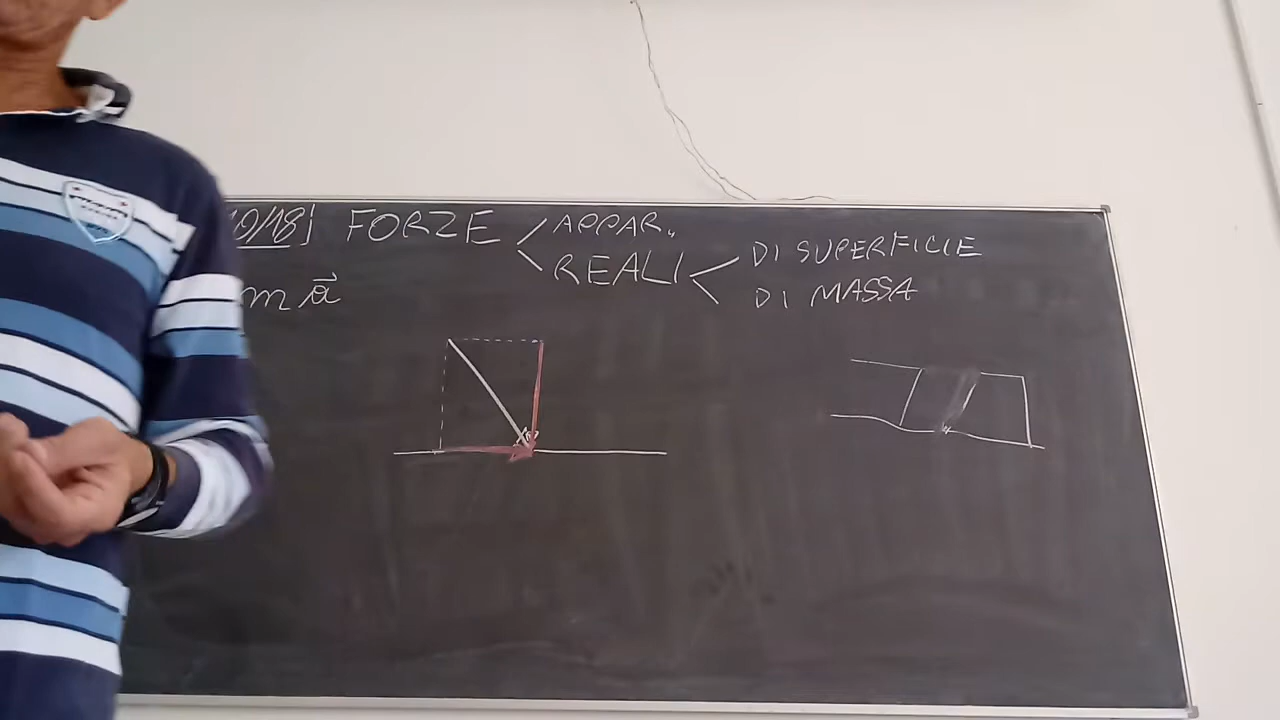 0/18 FORZE
APPAR.
REALI
DI SUPERFICIE
DI MASSA
m a⃗